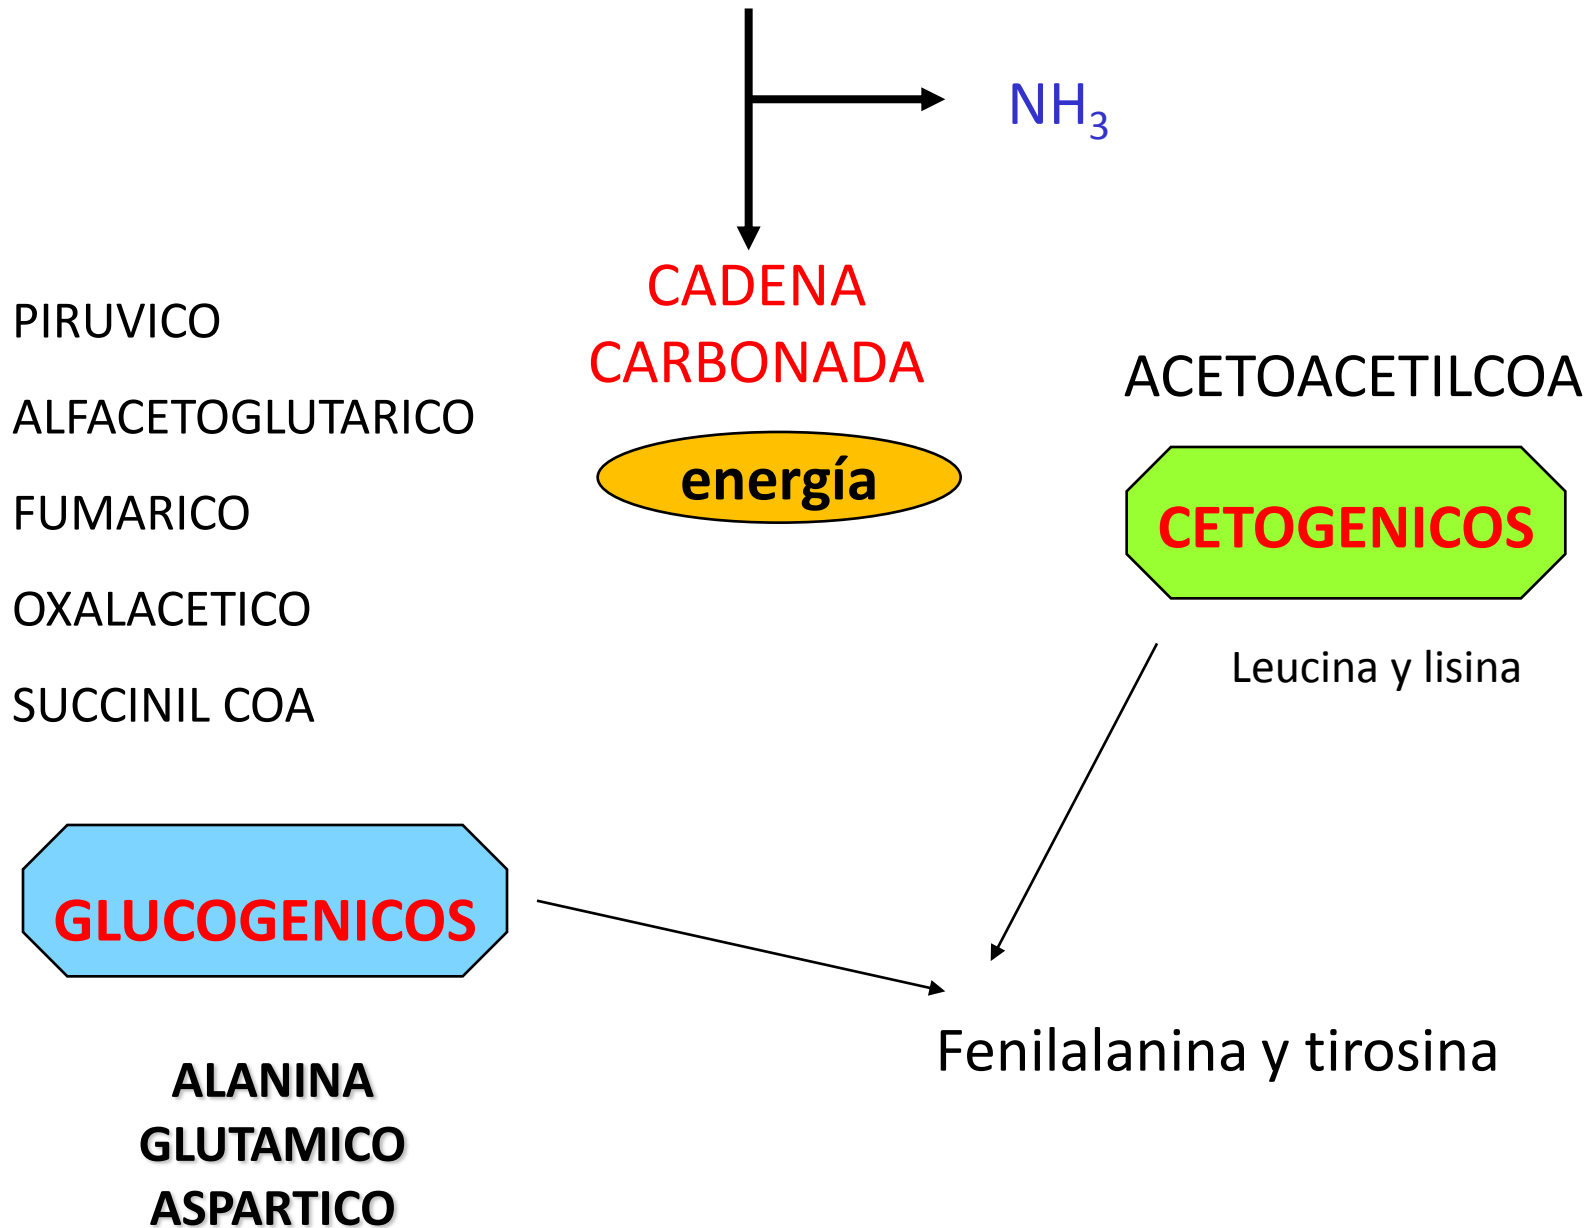 NH3
CADENA
CARBONADA
energía
PIRUVICO
ALFACETOGLUTARICO
FUMARICO
OXALACETICO
SUCCINIL COA
ACETOACETILCOA
CETOGENICOS
Leucina y lisina
GLUCOGENICOS
Fenilalanina y tirosina
ALANINA
GLUTAMICO
ASPARTICO